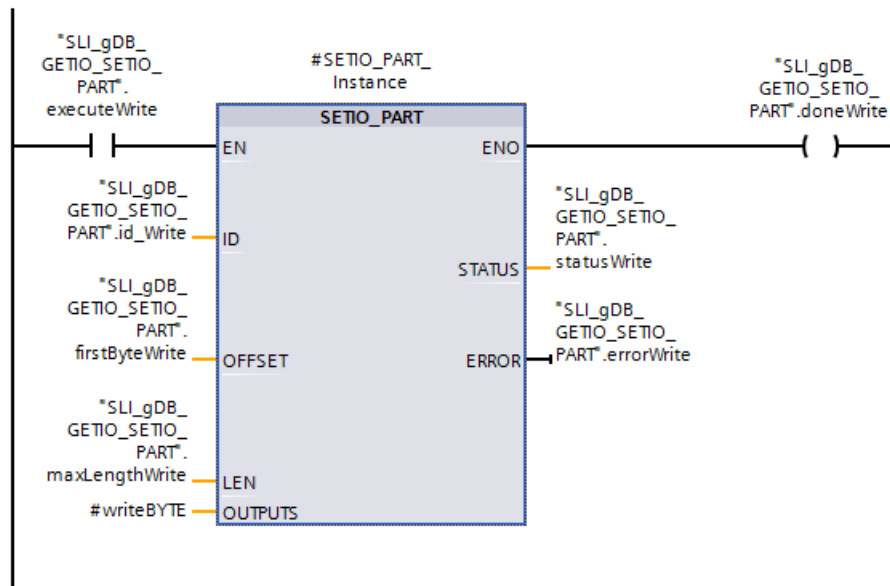 "SLI_gDB_
GETIO_SETIO_
PART".
executeWrite
#SETIO_PART_
Instance
"SLI_gDB_
GETIO_SETIO_
PART".doneWrite
SETIO_PART
EN
ENO
"SLI_gDB_
GETIO_SETIO_
PART".id_Write
ID
"SLI_gDB_
GETIO_SETIO_
PART".
statusWrite
STATUS
"SLI_gDB_
GETIO_SETIO_
PART".
firstByteWrite
OFFSET
"SLI_gDB_
GETIO_SETIO_
PART".errorWrite
ERROR
"SLI_gDB_
GETIO_SETIO_
PART".
maxLengthWrite
LEN
#writeBYTE
OUTPUTS